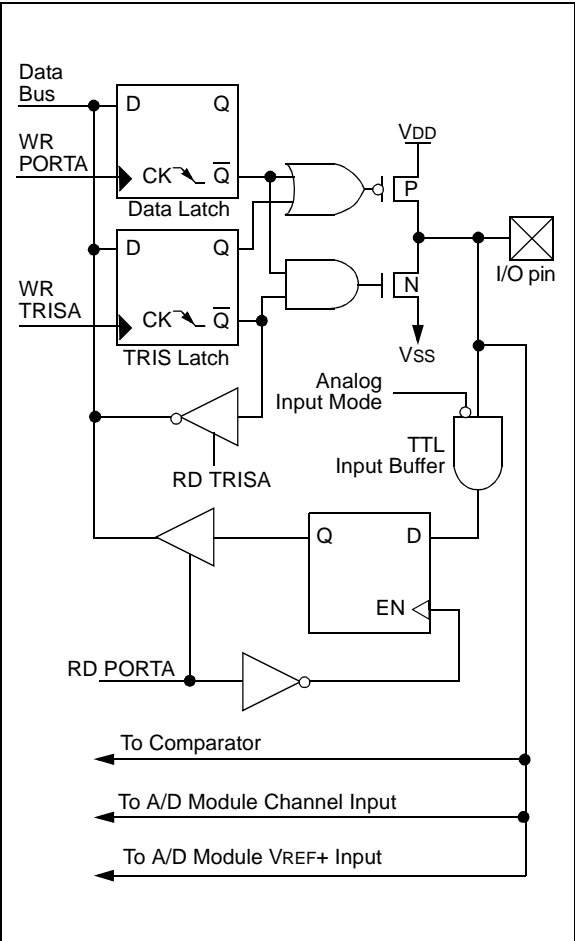 Data
Bus
D Q
WR
PORTA
CK Q
Data Latch
VDD
P
D Q
I/O pin
WR
TRISA
CK Q
TRIS Latch
N
VSS
Analog
Input Mode
TTL
Input Buffer
RD TRISA
Q D
EN
RD PORTA
To Comparator
To A/D Module Channel Input
To A/D Module VREF+ Input